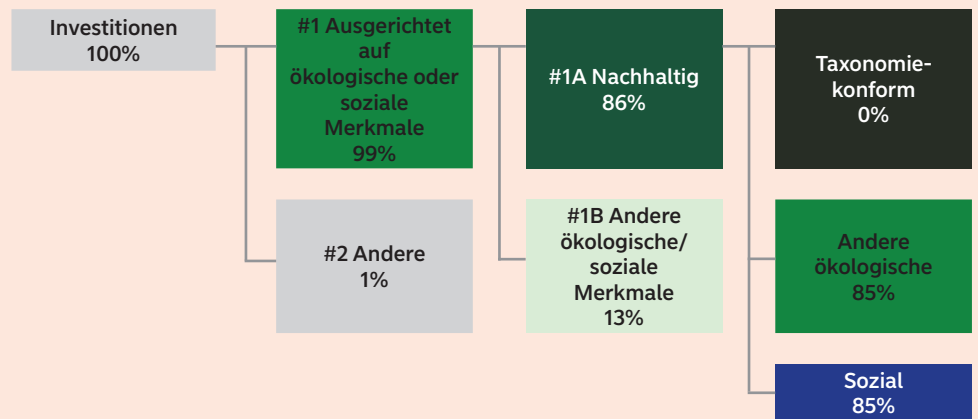 Investitionen
100%
#1 Ausgerichtet
auf
ökologische oder
soziale
Merkmale
99%
#1A Nachhaltig
86%
Taxonomie-
konform
0%
#2 Andere
1%
#1B Andere
ökologische/
soziale
Merkmale
13%
Andere
ökologische
85%
Sozial
85%